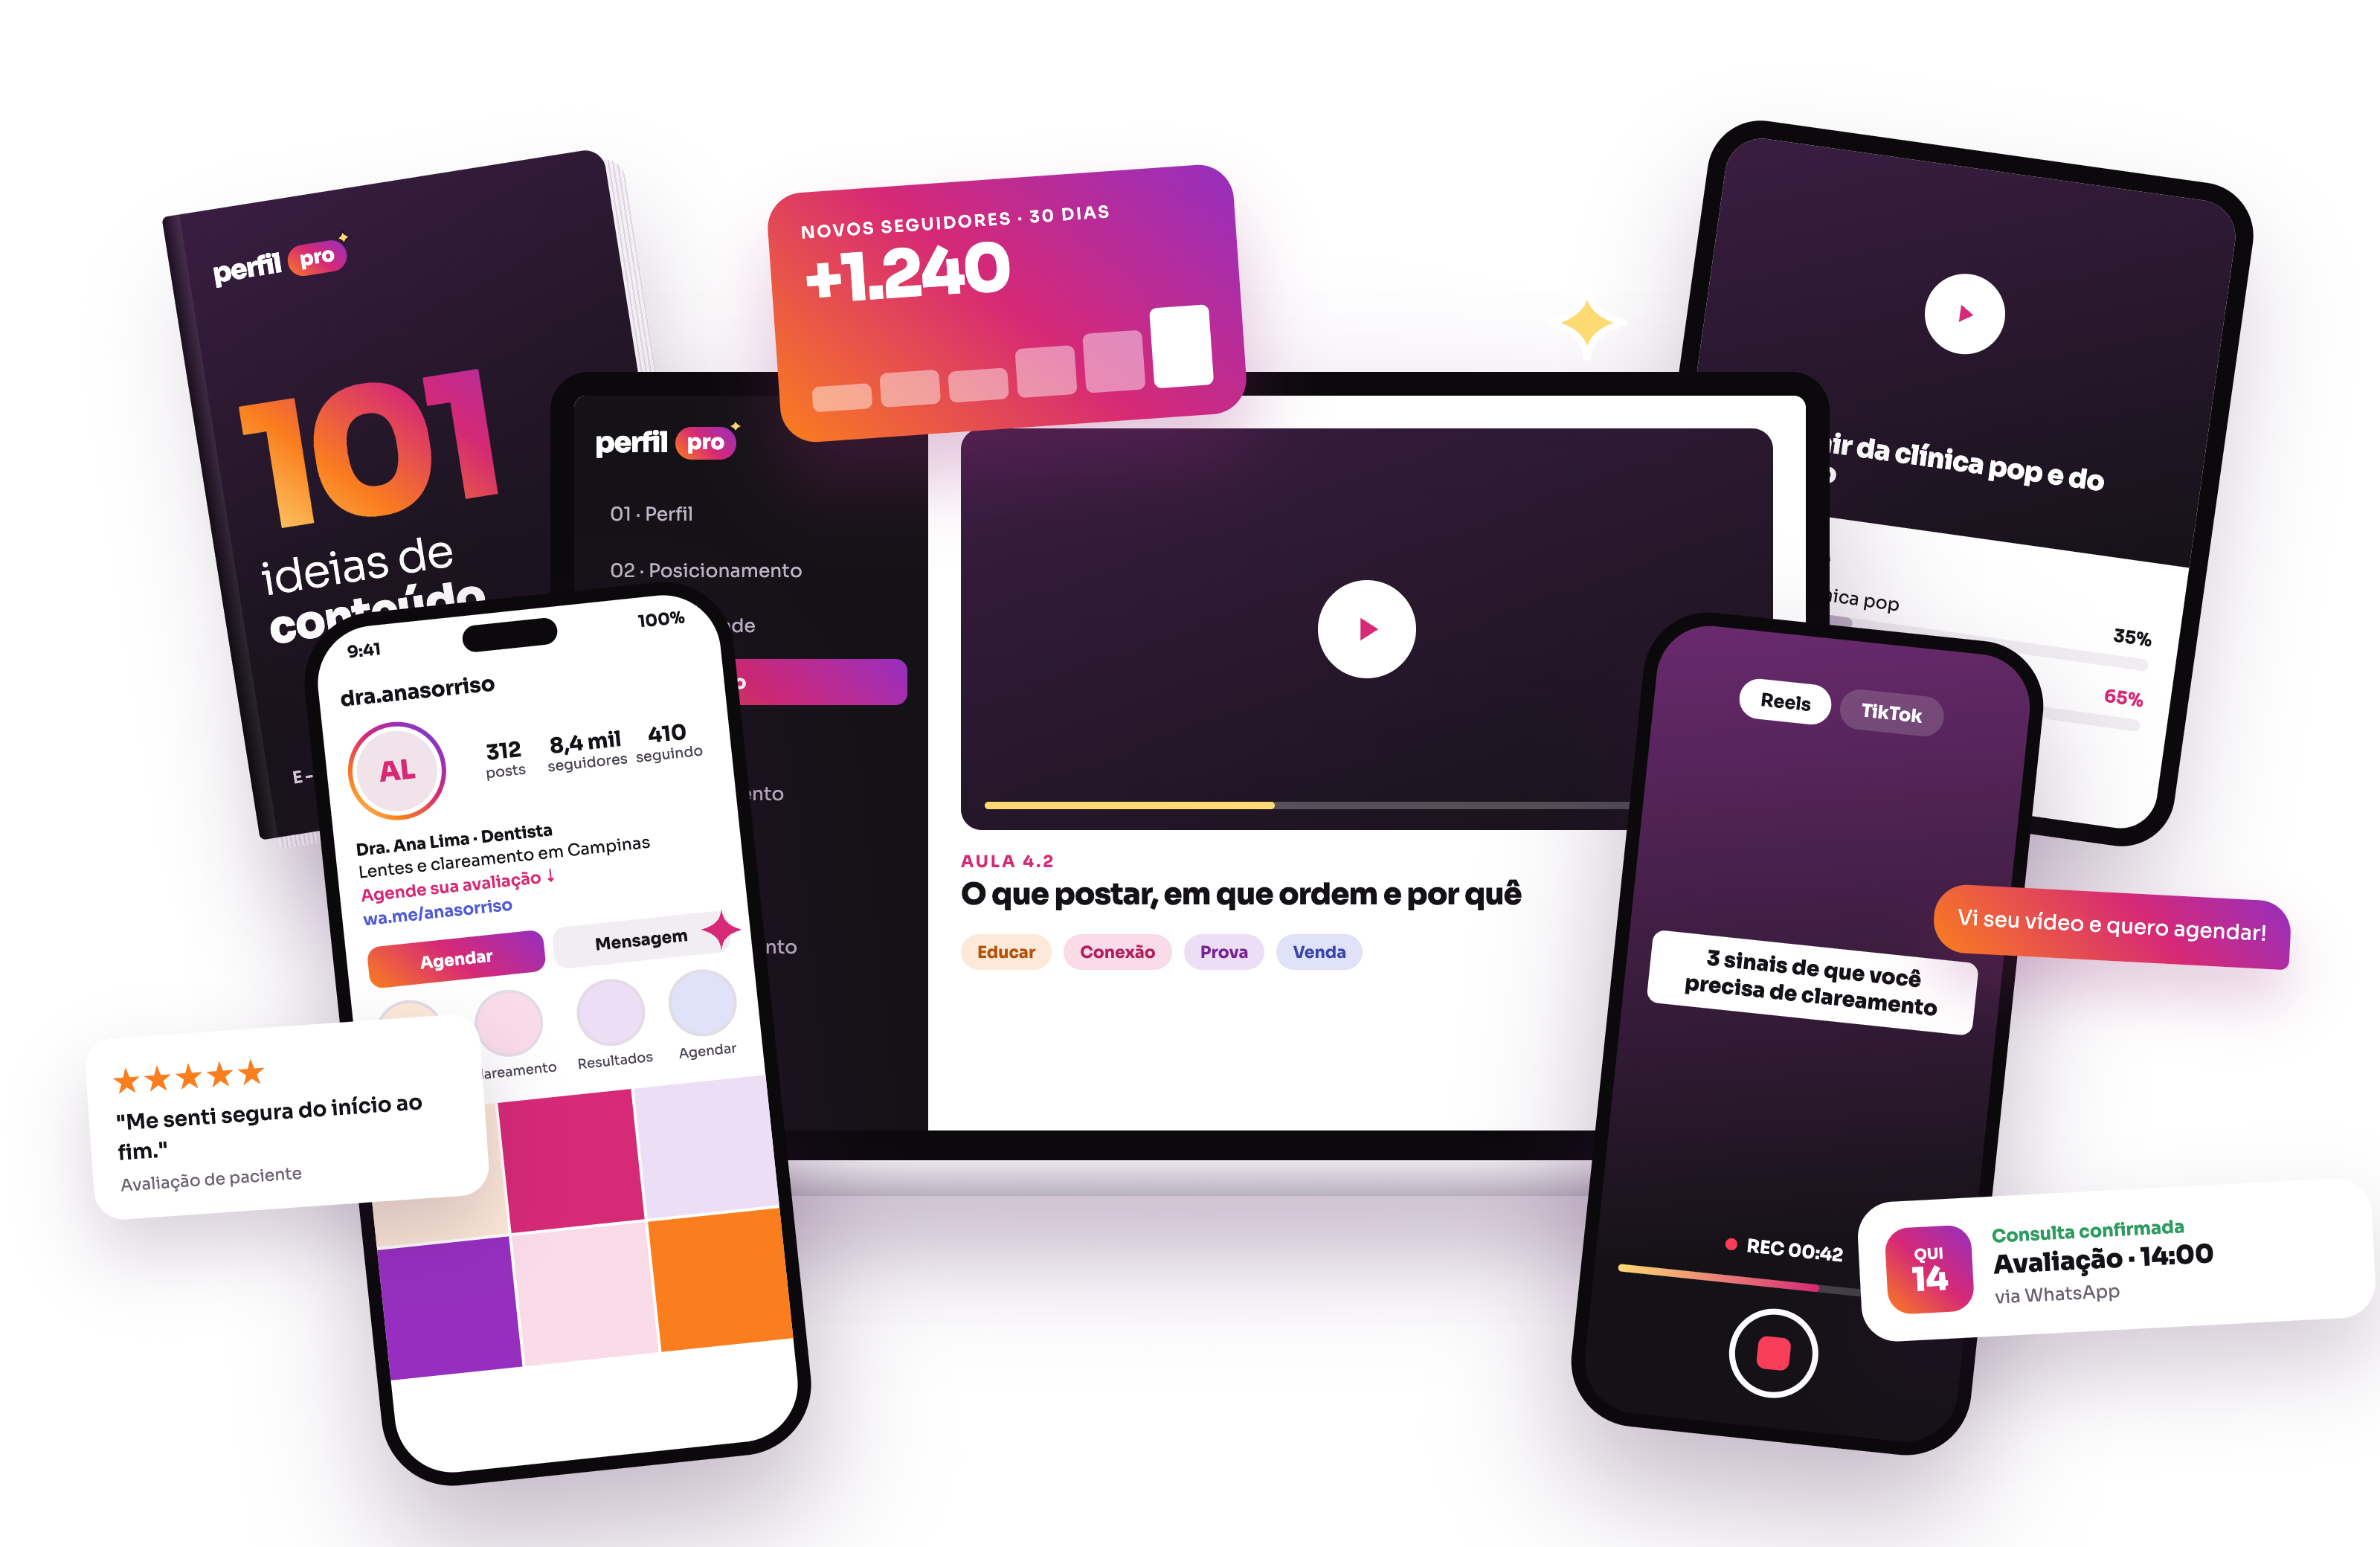 perfil pro
101
ideias de
conteúdo
E-
NOVOS SEGUIDORES · 30 DIAS
+1.240
perfil pro
01 · Perfil
02 · Posicionamento
AULA 4.2
O que postar, em que ordem e por quê
Educar
Conexão
Prova
Venda
da clínica pop e do
pop
35%
65%
9:41
100%
dra.anasorriso
AL
312
posts
8,4 mil
seguidores
410
seguindo
Dra. Ana Lima · Dentista
Lentes e clareamento em Campinas
Agende sua avaliação ↓
wa.me/anasorriso
Agendar
Mensagem
Resultados
Agendar
★★★★★
"Me senti segura do início ao
fim."
Avaliação de paciente
Reels
TikTok
3 sinais de que você
precisa de clareamento
REC 00:42
Vi seu vídeo e quero agendar!
QUI
14
Consulta confirmada
Avaliação · 14:00
via WhatsApp